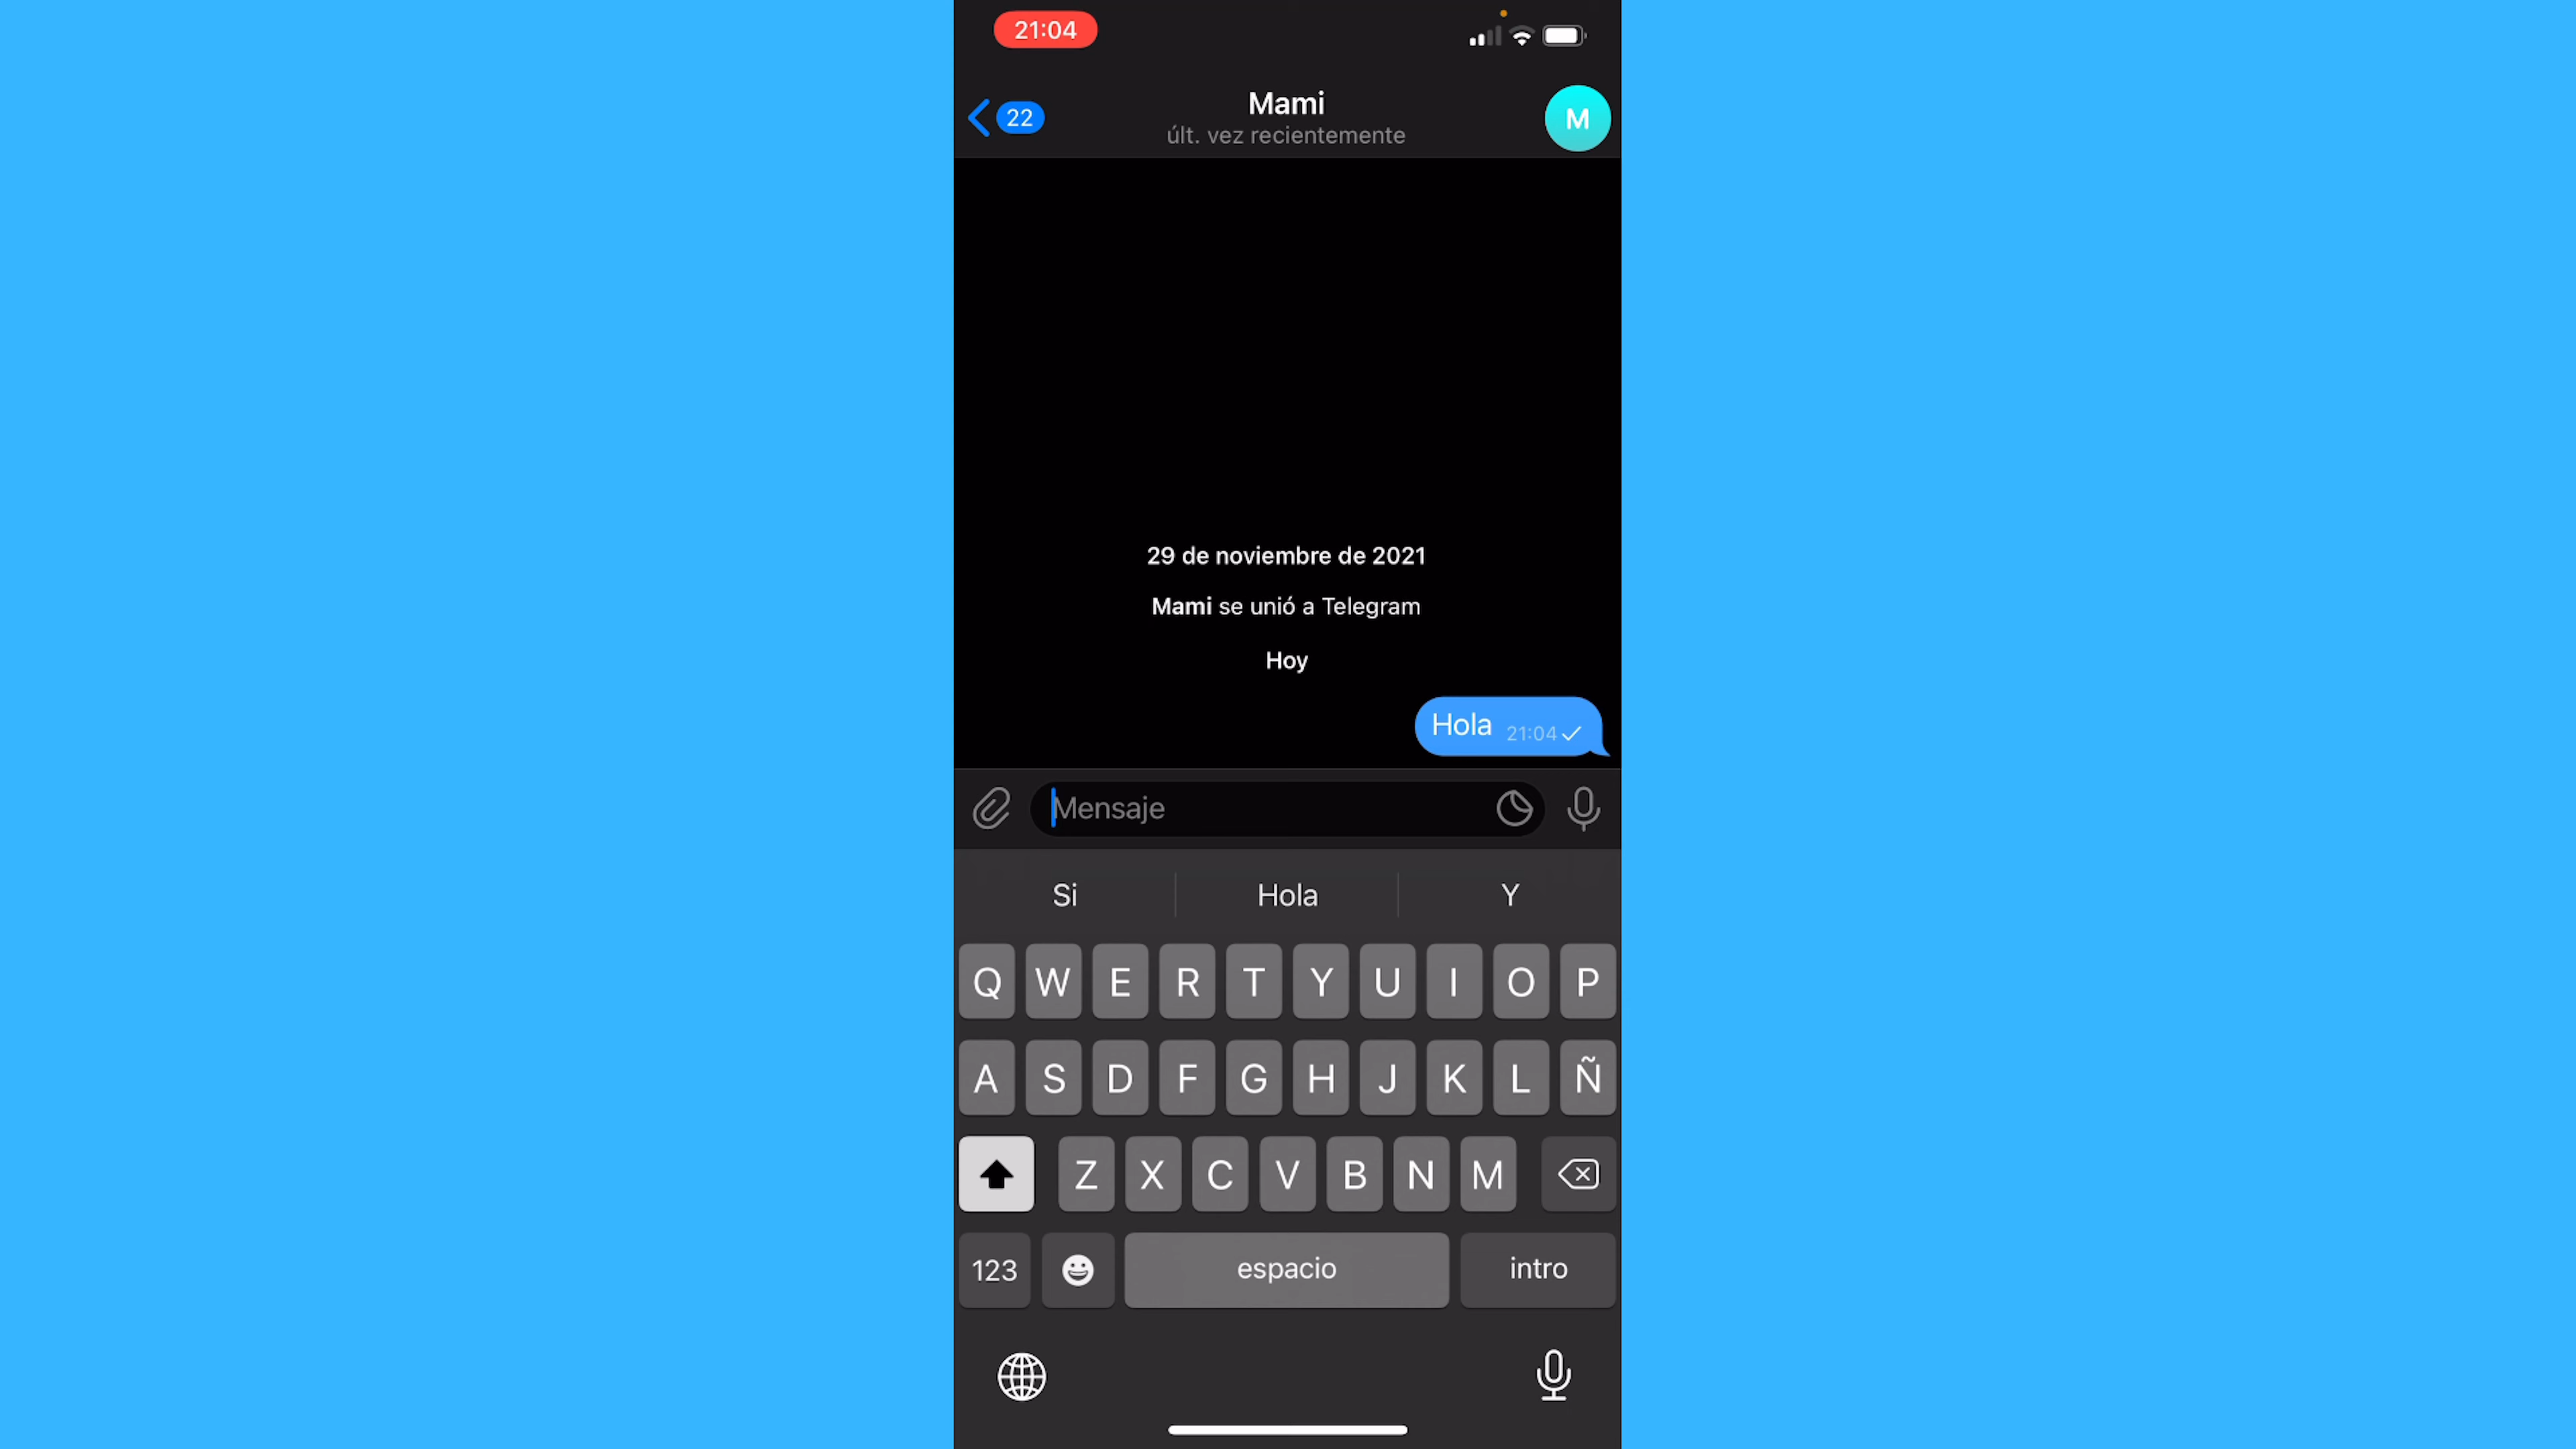 21:04
22
Mami
últ. vez recientemente
M
29 de noviembre de 2021
Mami se unió a Telegram
Hoy
Hola 21:04
Mensaje
Si Hola Y
Q W E R T Y U I O P
A S D F G H J K L Ñ
Z X C V B N M
123 espacio intro